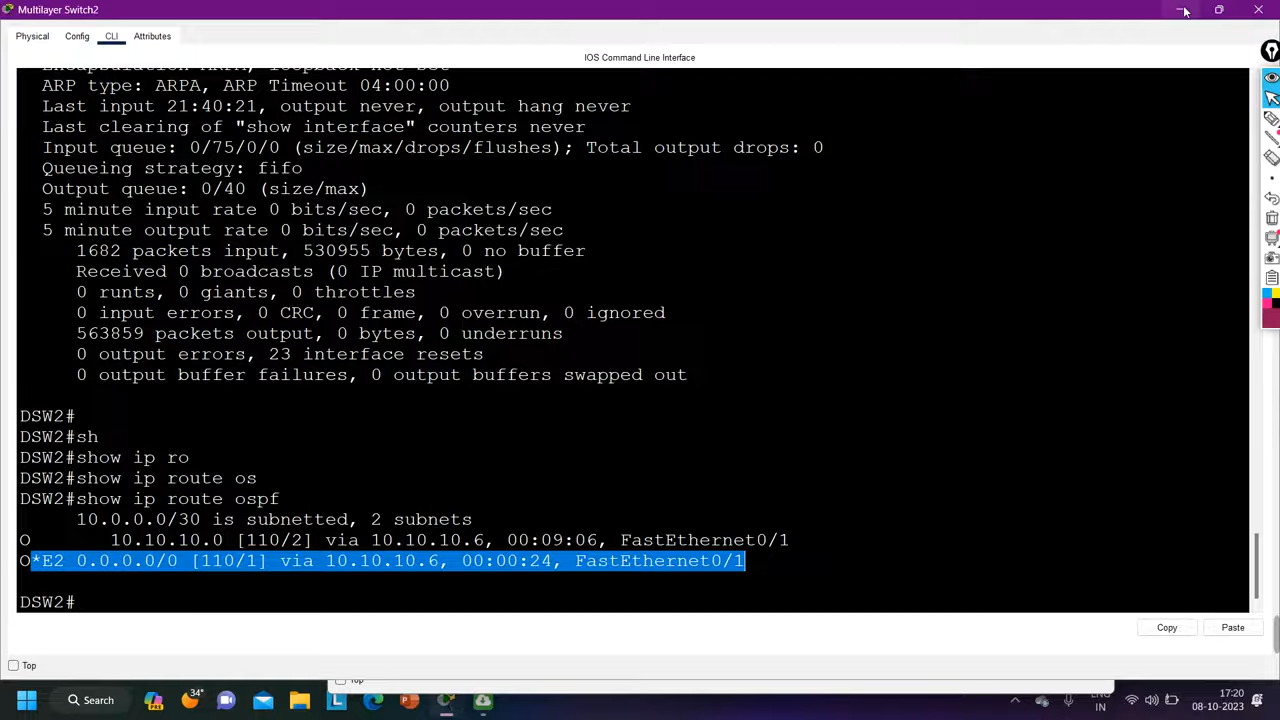 Multilayer Switch2
Physical Config CLI Attributes
IOS Command Line Interface
ARP type: ARPA, ARP Timeout 04:00:00
Last input 21:40:21, output never, output hang never
Last clearing of "show interface" counters never
Input queue: 0/75/0/0 (size/max/drops/flushes); Total output drops: 0
Queueing strategy: fifo
Output queue: 0/40 (size/max)
5 minute input rate 0 bits/sec, 0 packets/sec
5 minute output rate 0 bits/sec, 0 packets/sec
1682 packets input, 530955 bytes, 0 no buffer
Received 0 broadcasts (0 IP multicast)
0 runts, 0 giants, 0 throttles
0 input errors, 0 CRC, 0 frame, 0 overrun, 0 ignored
563859 packets output, 0 bytes, 0 underruns
0 output errors, 23 interface resets
0 output buffer failures, 0 output buffers swapped out
DSW2#
DSW2#sh
DSW2#show ip ro
DSW2#show ip route os
DSW2#show ip route ospf
10.0.0.0/30 is subnetted, 2 subnets
O 10.10.10.0 [110/2] via 10.10.10.6, 00:09:06, FastEthernet0/1
O*E2 0.0.0.0/0 [110/1] via 10.10.10.6, 00:00:24, FastEthernet0/1
DSW2#
Copy Paste
Top
Top
34°
Search
PRE
ENG
IN
17:20
08-10-2023